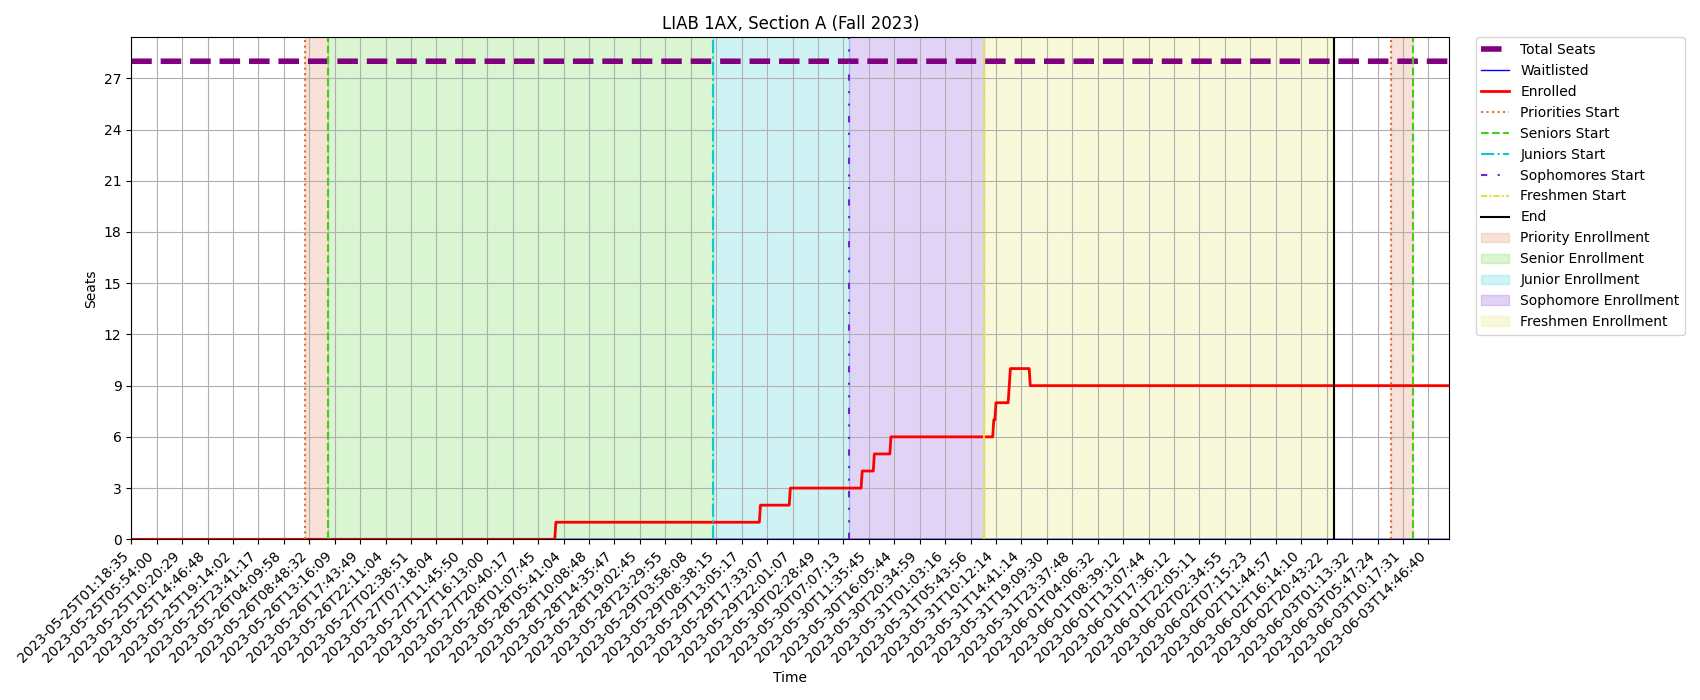 LIAB 1AX, Section A (Fall 2023)
Seats
27
24
21
18
15
12
9
6
3
0
2023-05-25T01:18:35
2023-05-25T05:54:00
2023-05-25T10:20:29
2023-05-25T14:46:48
2023-05-25T19:14:02
2023-05-25T23:41:17
2023-05-26T04:09:58
2023-05-26T08:48:32
2023-05-26T13:16:09
2023-05-26T17:43:49
2023-05-26T22:11:04
2023-05-27T02:38:51
2023-05-27T07:18:04
2023-05-27T11:45:50
2023-05-27T16:13:00
2023-05-27T20:40:17
2023-05-28T01:07:45
2023-05-28T05:41:04
2023-05-28T10:08:48
2023-05-28T14:35:47
2023-05-28T19:02:45
2023-05-28T23:29:55
2023-05-29T03:58:08
2023-05-29T08:38:15
2023-05-29T13:05:17
2023-05-29T17:33:07
2023-05-29T22:01:07
2023-05-30T02:28:49
2023-05-30T07:07:13
2023-05-30T11:35:45
2023-05-30T16:05:44
2023-05-30T20:34:59
2023-05-31T01:03:16
2023-05-31T05:43:56
2023-05-31T10:12:14
2023-05-31T14:41:14
2023-05-31T19:09:30
2023-05-31T23:37:48
2023-06-01T04:06:32
2023-06-01T08:39:12
2023-06-01T13:07:44
2023-06-01T17:36:12
2023-06-01T22:05:11
2023-06-02T02:34:55
2023-06-02T07:15:23
2023-06-02T11:44:57
2023-06-02T16:14:10
2023-06-02T20:43:22
2023-06-03T01:13:32
2023-06-03T05:47:24
2023-06-03T10:17:31
2023-06-03T14:46:40
Time
Total Seats
Waitlisted
Enrolled
Priorities Start
Seniors Start
Juniors Start
Sophomores Start
Freshmen Start
End
Priority Enrollment
Senior Enrollment
Junior Enrollment
Sophomore Enrollment
Freshmen Enrollment